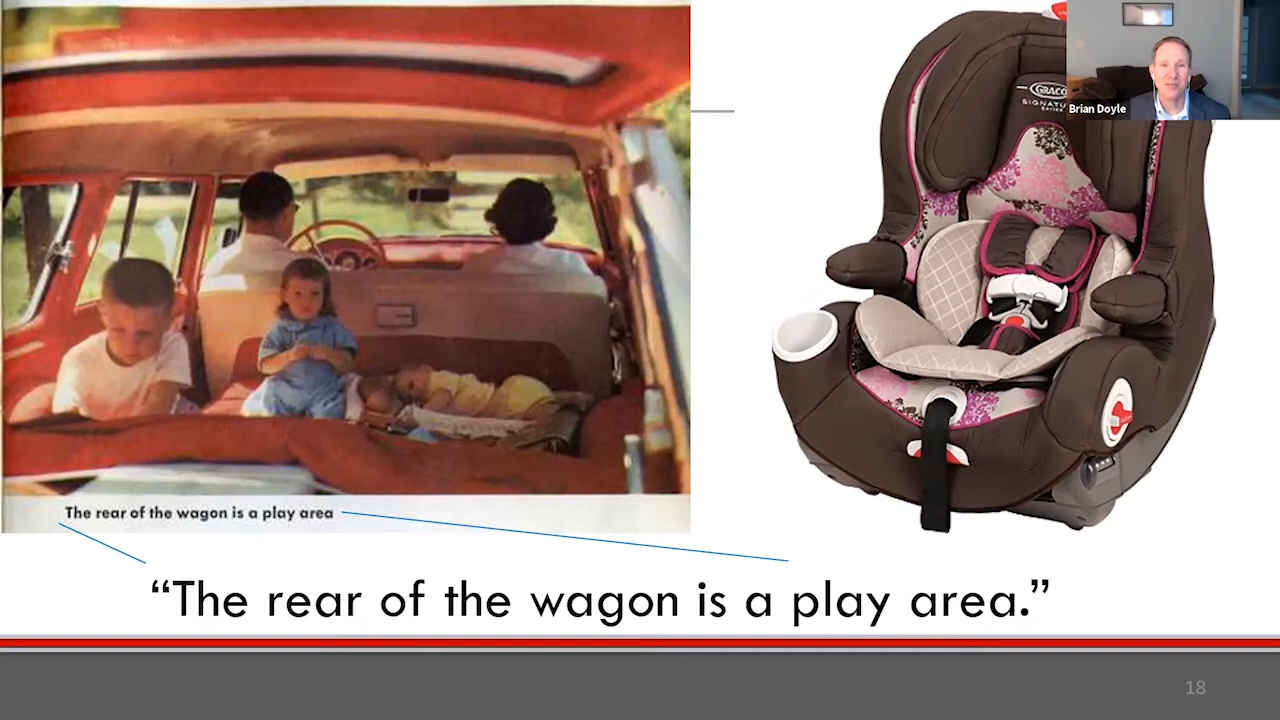 GRACO
SIGNATURE
Series
Brian Doyle
The rear of the wagon is a play area
“The rear of the wagon is a play area.”
18